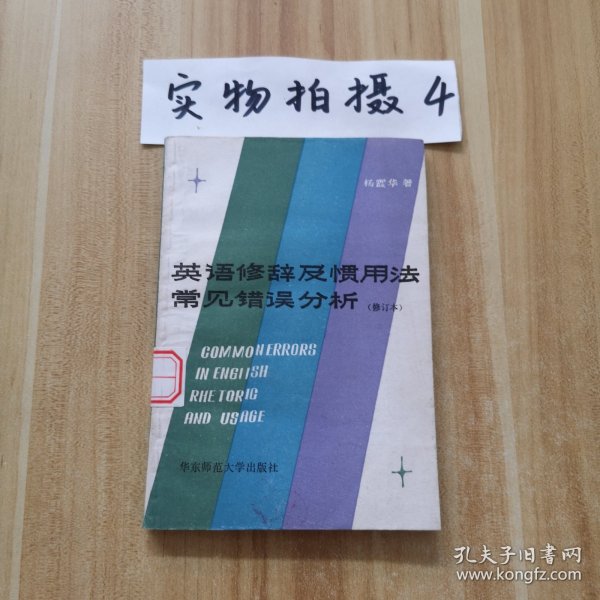 实物拍摄4
杨震华 著
英语修辞及惯用法
常见错误分析(修订本)
COMMON ERRORS
IN ENGLISH
RHETORIC
AND USAGE
华东师范大学出版社
孔夫子旧书网
www.kongfz.com